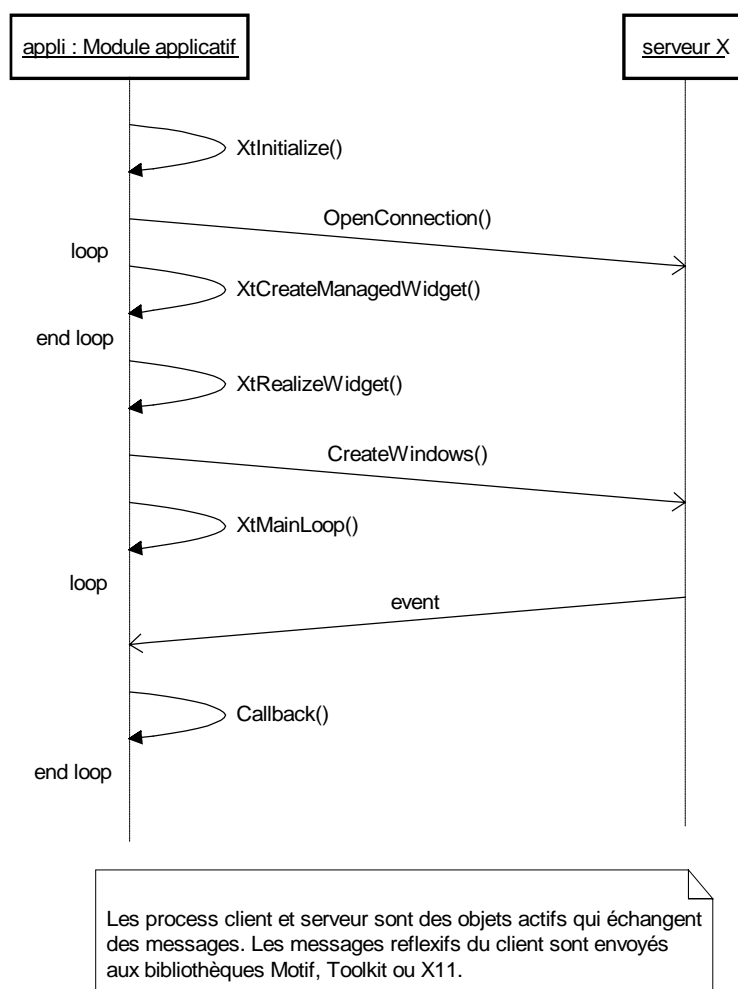 appli : Module applicatif
serveur X
XtInitialize()
OpenConnection()
loop
XtCreateManagedWidget()
end loop
XtRealizeWidget()
CreateWindows()
XtMainLoop()
loop
event
Callback()
end loop
Les process client et serveur sont des objets actifs qui échangent
des messages. Les messages reflexifs du client sont envoyés
aux bibliothèques Motif, Toolkit ou X11.